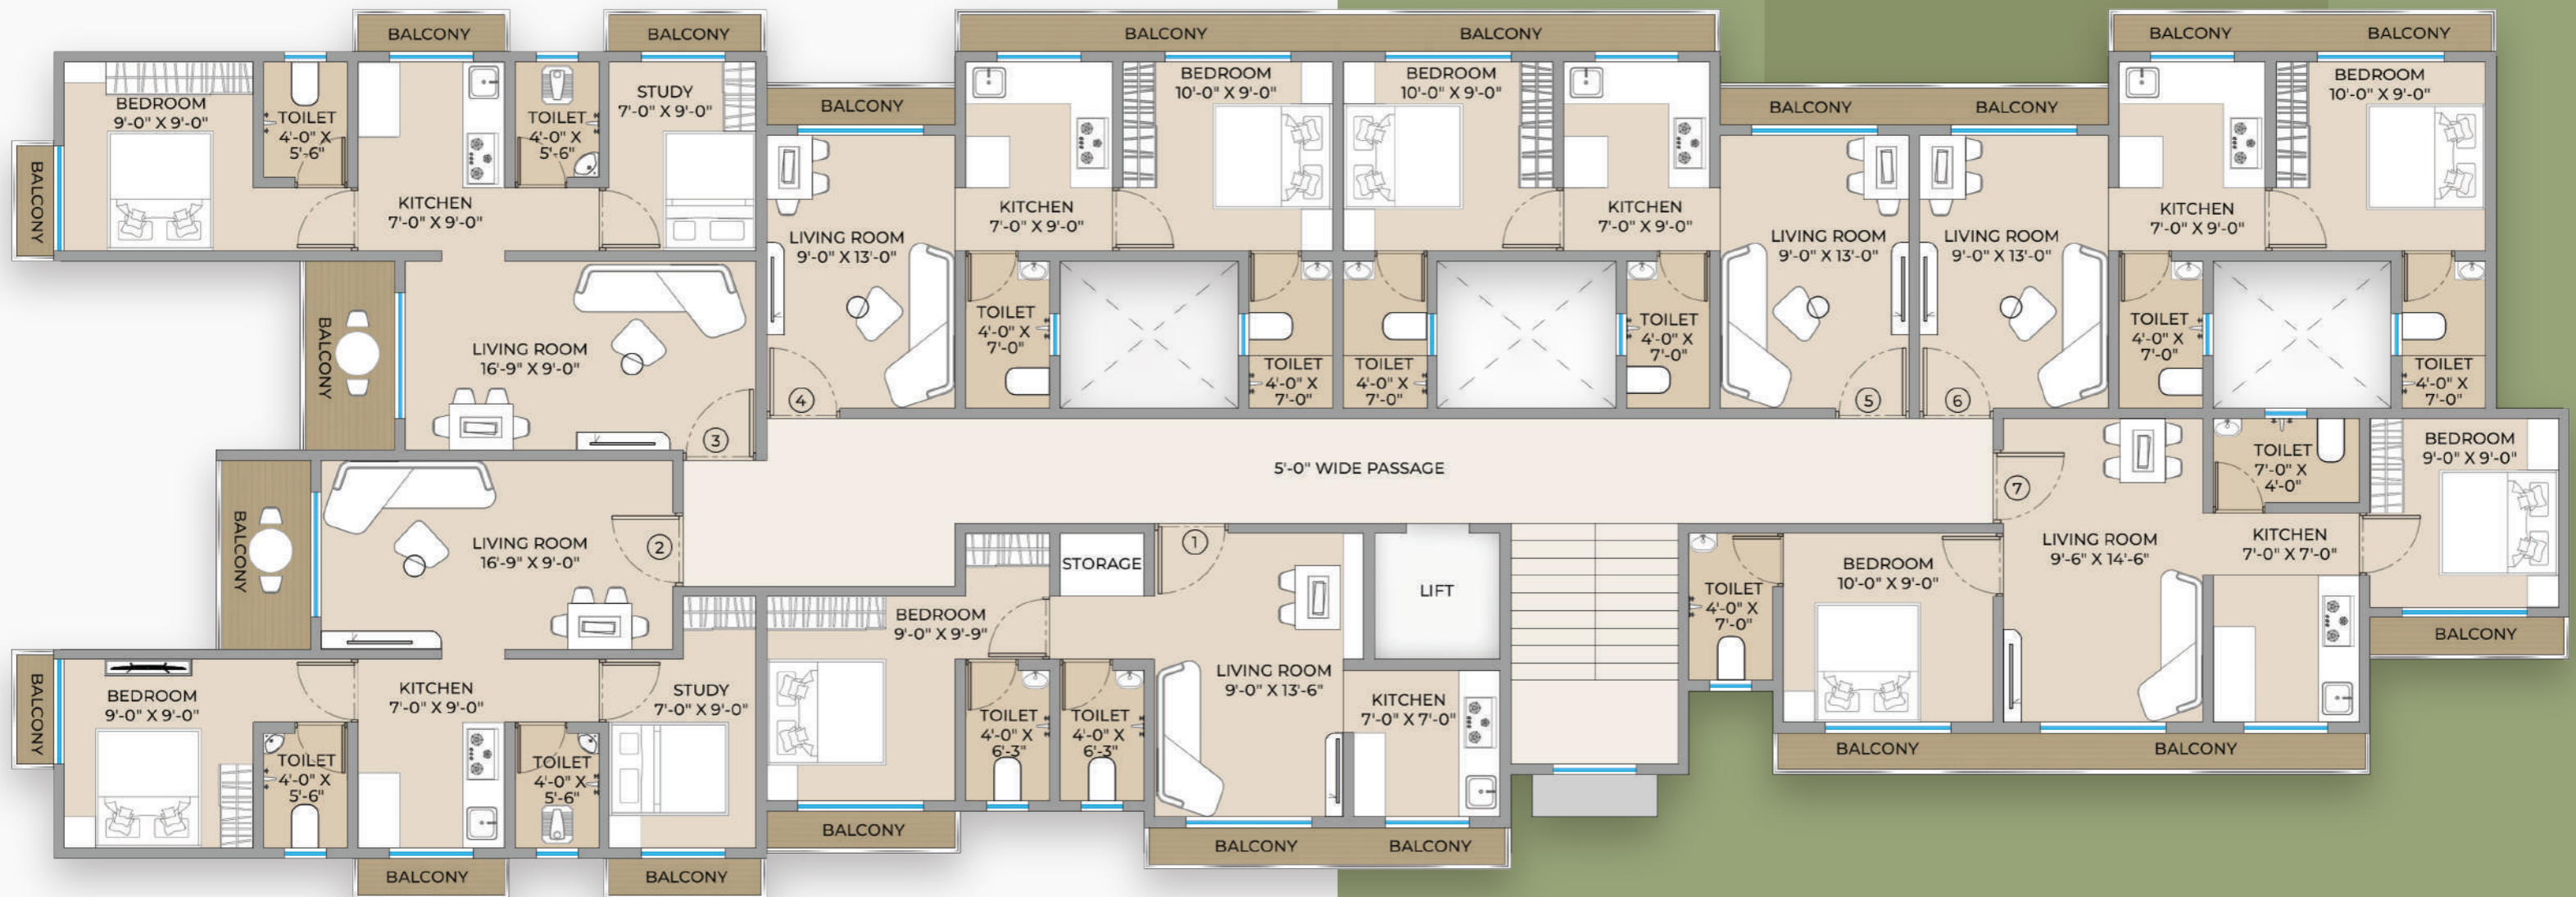 BALCONY
BALCONY
BALCONY
BALCONY
BALCONY
BALCONY
BEDROOM
9'-0" X 9'-0"
TOILET
4'-0" X
5'-6"
KITCHEN
7'-0" X 9'-0"
TOILET
4'-0" X
5'-6"
STUDY
7'-0" X 9'-0"
BALCONY
BALCONY
LIVING ROOM
9'-0" X 13'-0"
KITCHEN
7'-0" X 9'-0"
BEDROOM
10'-0" X 9'-0"
BEDROOM
10'-0" X 9'-0"
KITCHEN
7'-0" X 9'-0"
BALCONY
BALCONY
LIVING ROOM
9'-0" X 13'-0"
LIVING ROOM
9'-0" X 13'-0"
KITCHEN
7'-0" X 9'-0"
BEDROOM
10'-0" X 9'-0"
BALCONY
LIVING ROOM
16'-9" X 9'-0"
3
4
TOILET
4'-0" X
7'-0"
TOILET
4'-0" X
7'-0"
TOILET
4'-0" X
7'-0"
TOILET
4'-0" X
7'-0"
5
6
TOILET
4'-0" X
7'-0"
TOILET
4'-0" X
7'-0"
5'-0" WIDE PASSAGE
7
TOILET
7'-0" X
4'-0"
BEDROOM
9'-0" X 9'-0"
BALCONY
LIVING ROOM
16'-9" X 9'-0"
2
STORAGE
1
LIFT
BEDROOM
9'-0" X 9'-9"
TOILET
4'-0" X
7'-0"
BEDROOM
10'-0" X 9'-0"
LIVING ROOM
9'-6" X 14'-6"
KITCHEN
7'-0" X 7'-0"
BALCONY
BALCONY
BEDROOM
9'-0" X 9'-0"
TOILET
4'-0" X
5'-6"
KITCHEN
7'-0" X 9'-0"
TOILET
4'-0" X
5'-6"
STUDY
7'-0" X 9'-0"
TOILET
4'-0" X
6'-3"
TOILET
4'-0" X
6'-3"
LIVING ROOM
9'-0" X 13'-6"
KITCHEN
7'-0" X 7'-0"
BALCONY
BALCONY
BALCONY
BALCONY
BALCONY
BALCONY
BALCONY